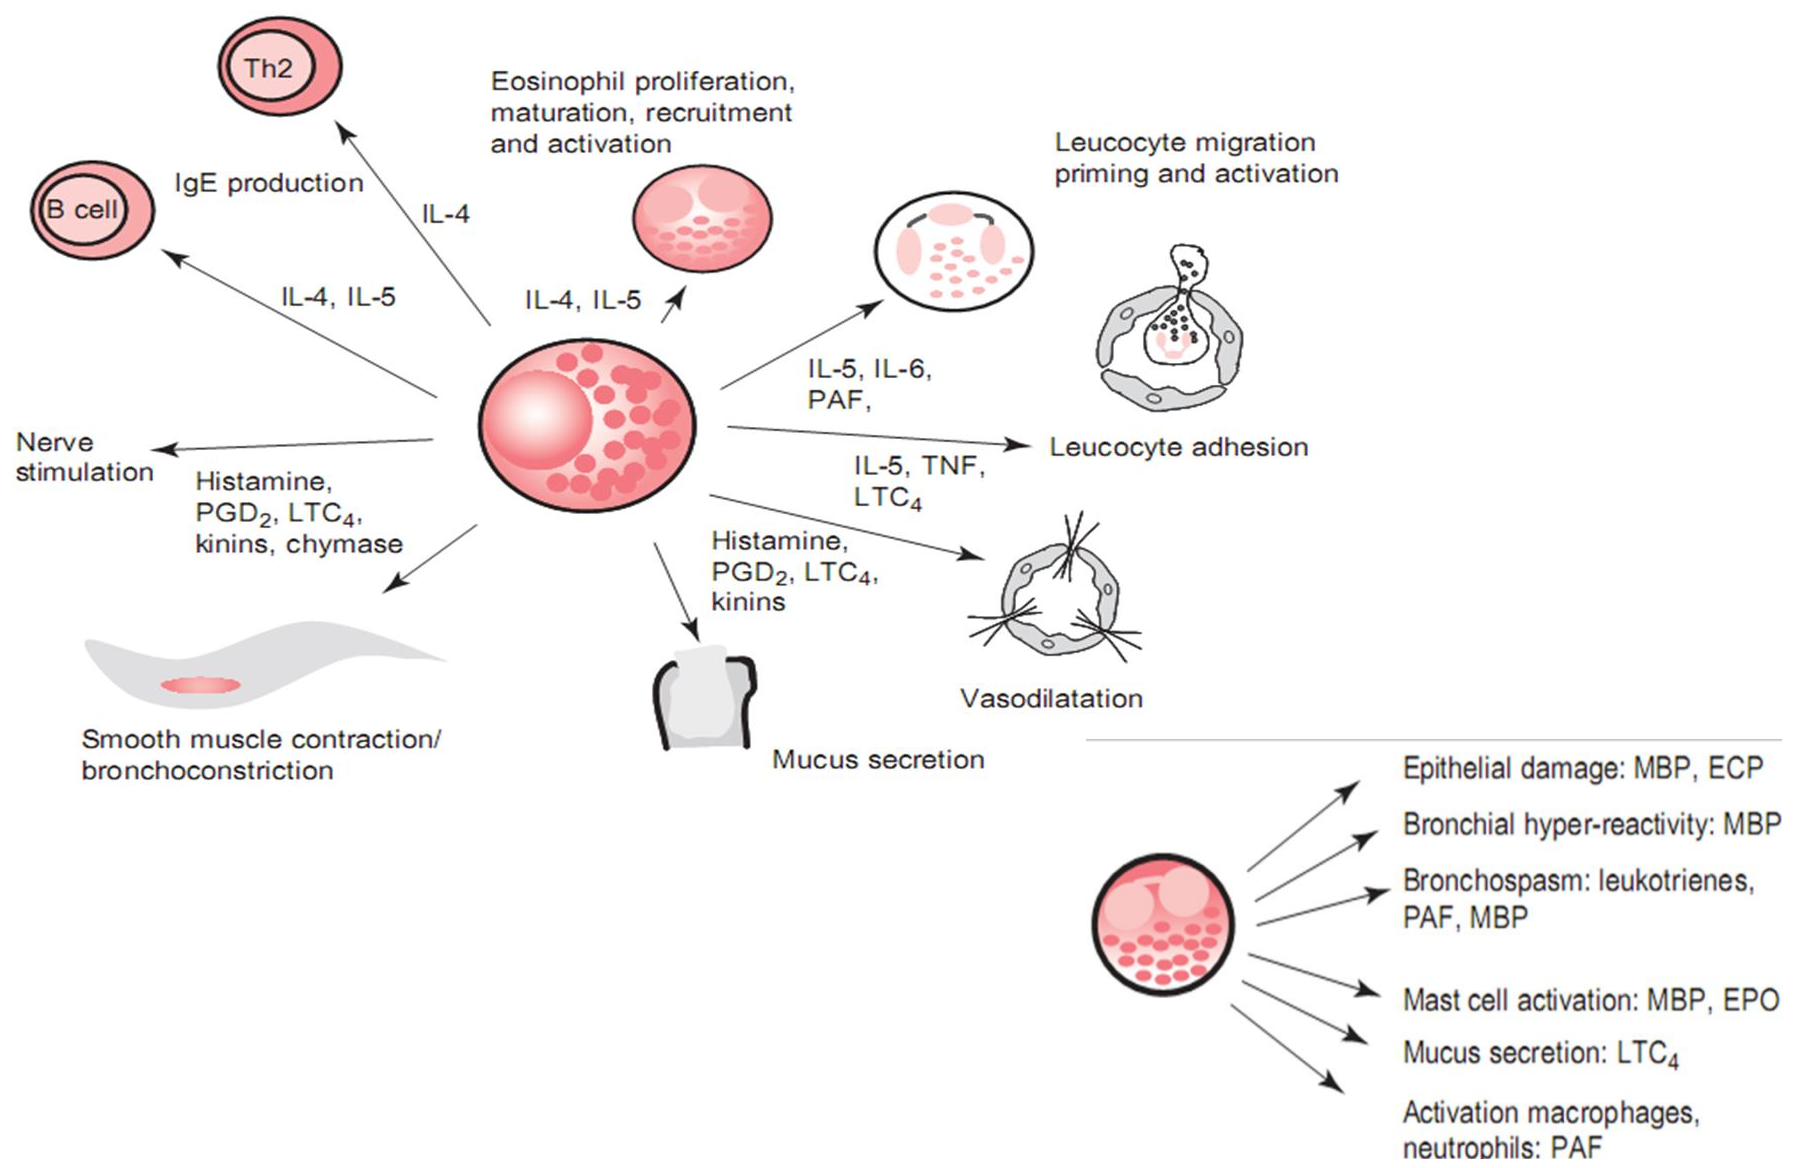 Th2
Eosinophil proliferation,
maturation, recruitment
and activation
Leucocyte migration
priming and activation
IgE production
B cell
IL-4
IL-4, IL-5
IL-4, IL-5
IL-5, IL-6,
PAF,
Nerve
stimulation
Leucocyte adhesion
IL-5, TNF,
LTC4
Histamine,
PGD2, LTC4,
kinins, chymase
Histamine,
PGD2, LTC4,
kinins
Vasodilatation
Smooth muscle contraction/
bronchoconstriction
Mucus secretion
Epithelial damage: MBP, ECP
Bronchial hyper-reactivity: MBP
Bronchospasm: leukotrienes,
PAF, MBP
Mast cell activation: MBP, EPO
Mucus secretion: LTC4
Activation macrophages,
neutrophils: PAF